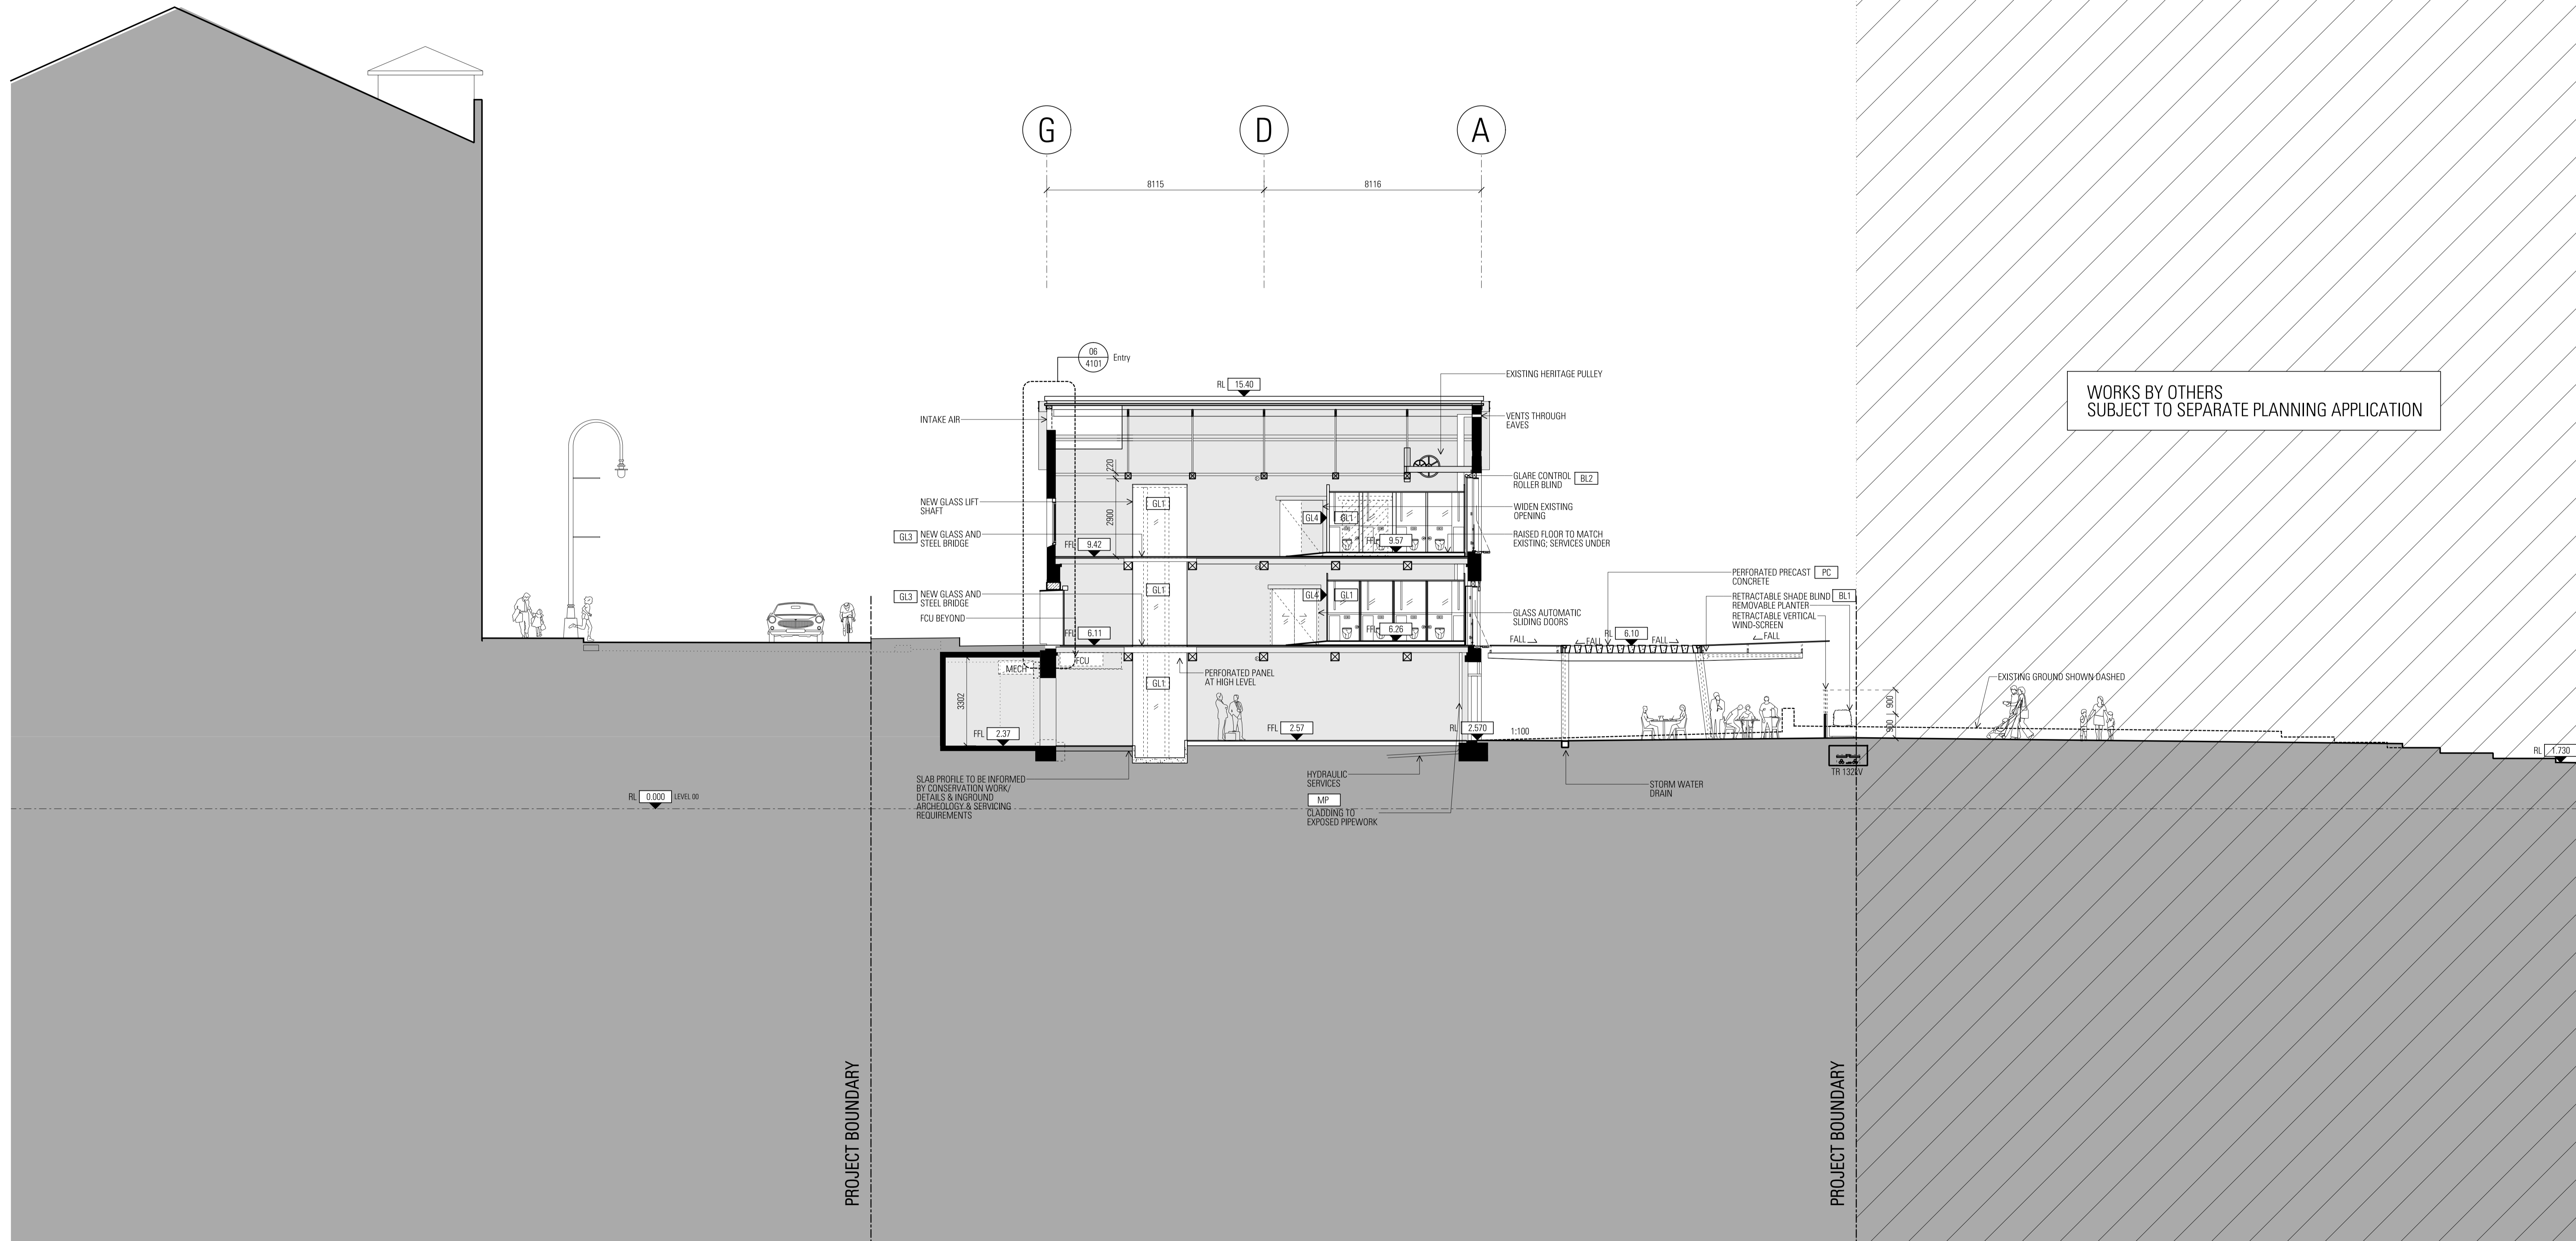 G
D
A
8115
8116
06
4101
Entry
RL 15.40
EXISTING HERITAGE PULLEY
INTAKE AIR
VENTS THROUGH
EAVES
WORKS BY OTHERS
SUBJECT TO SEPARATE PLANNING APPLICATION
220
GLARE CONTROL
ROLLER BLIND
BL2
NEW GLASS LIFT
SHAFT
GL1
2900
GL4
GL1
WIDEN EXISTING
OPENING
GL3
NEW GLASS AND
STEEL BRIDGE
FFL 9.42
FFL 9.57
RAISED FLOOR TO MATCH
EXISTING; SERVICES UNDER
PERFORATED PRECAST
CONCRETE
PC
GL3
NEW GLASS AND
STEEL BRIDGE
GL1
GL4
GL1
RETRACTABLE SHADE BLIND
BL1
REMOVABLE PLANTER
RETRACTABLE VERTICAL
WIND-SCREEN
FCU BEYOND
GLASS AUTOMATIC
SLIDING DOORS
FFL 6.11
FFL 6.26
FALL
FALL
RL 6.10
FALL
FALL
MECH
FCU
PERFORATED PANEL
AT HIGH LEVEL
GL1
EXISTING GROUND SHOWN DASHED
3302
900
900
FFL 2.37
FFL 2.57
RL 2.570
1:100
RL 1.730
SLAB PROFILE TO BE INFORMED
BY CONSERVATION WORK/
DETAILS & INGROUND
ARCHEOLOGY & SERVICING
REQUIREMENTS
HYDRAULIC
SERVICES
MP
CLADDING TO
EXPOSED PIPEWORK
STORM WATER
DRAIN
TR 132kV
RL 0.000 LEVEL 00
PROJECT BOUNDARY
PROJECT BOUNDARY